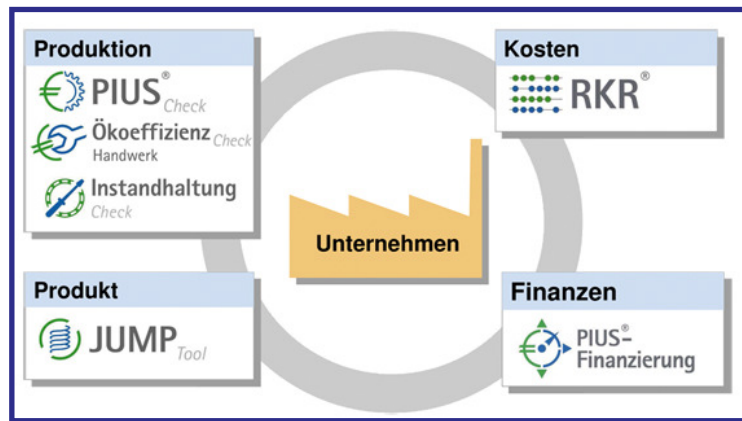 Produktion
PIUS® Check
Ökoeffizienz Check
Handwerk
Instandhaltung
Check
Kosten
RKR®
Unternehmen
Produkt
JUMP Tool
Finanzen
PIUS®-
Finanzierung